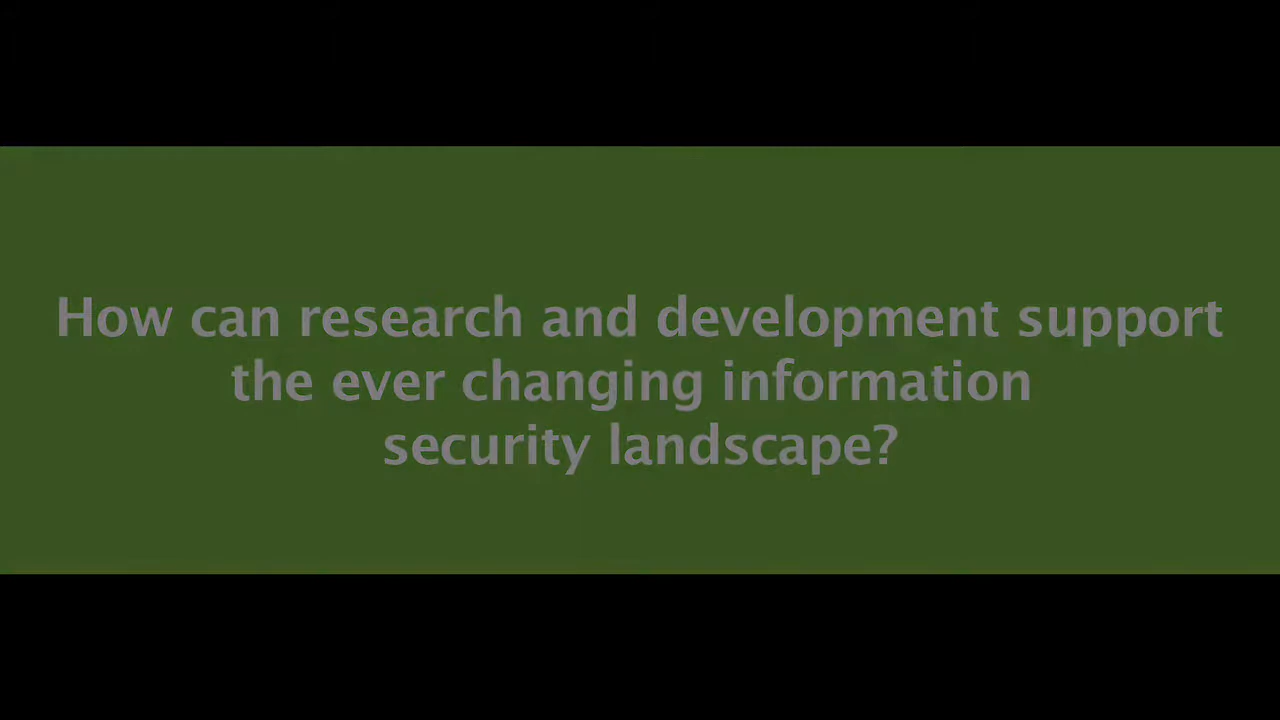 How can research and development support
the ever changing information
security landscape?